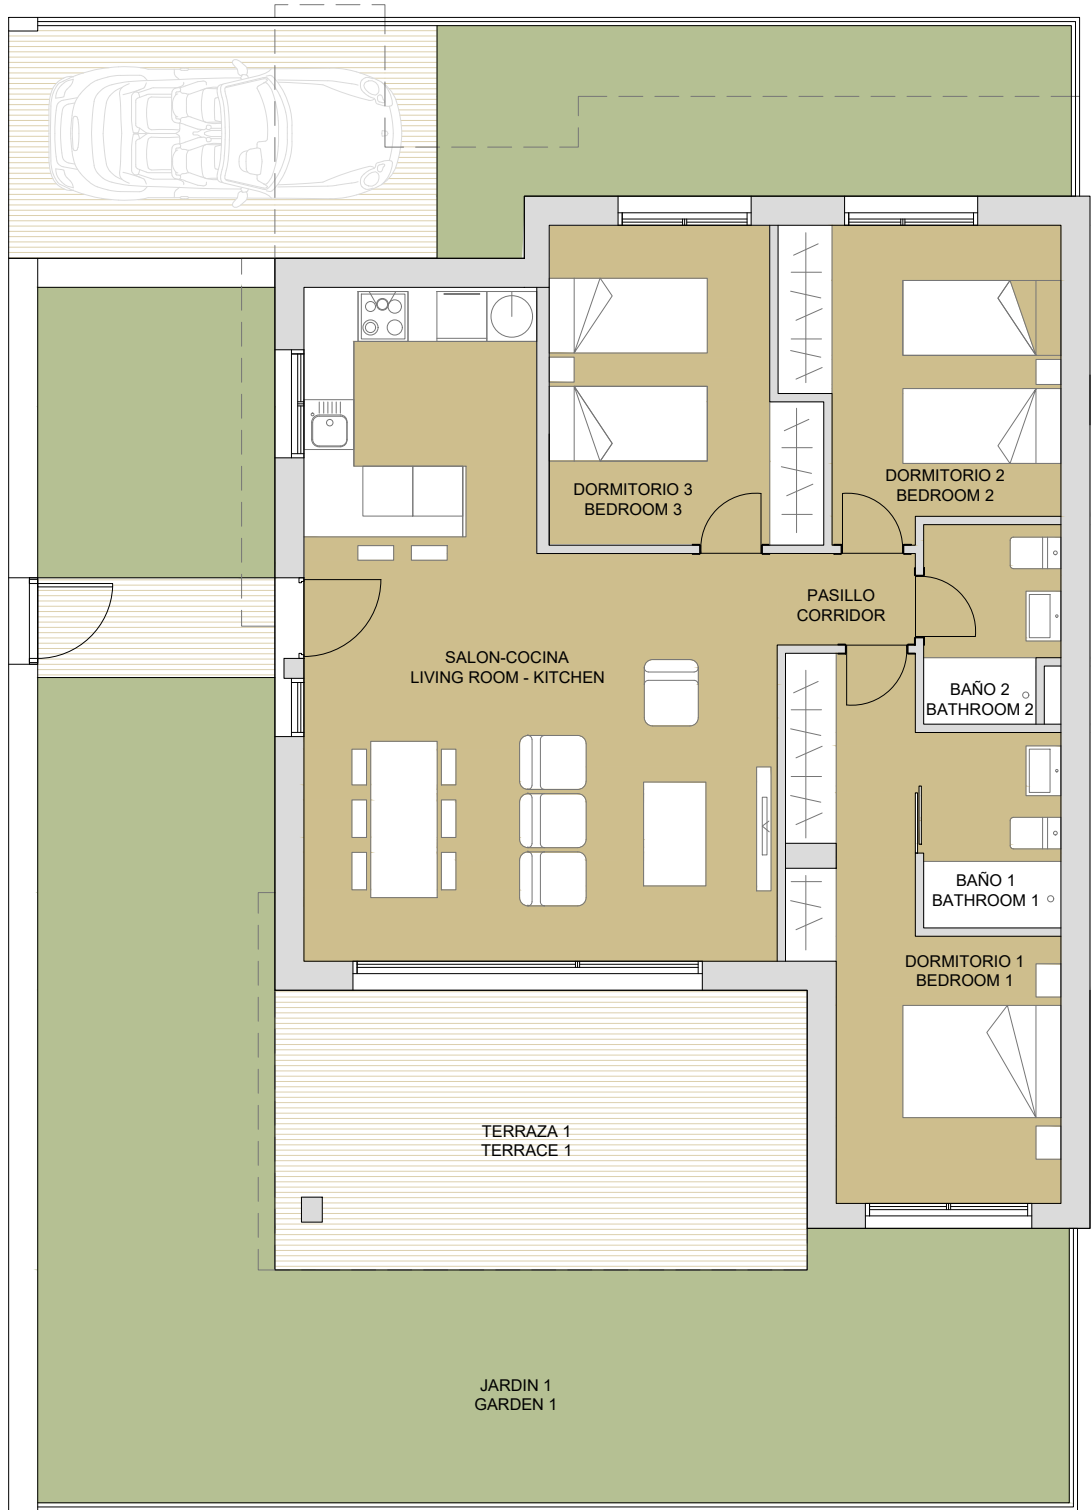 DORMITORIO 2
BEDROOM 2
DORMITORIO 3
BEDROOM 3
PASILLO
CORRIDOR
SALON-COCINA
LIVING ROOM - KITCHEN
BAÑO 2
BATHROOM 2
BAÑO 1
BATHROOM 1
DORMITORIO 1
BEDROOM 1
TERRAZA 1
TERRACE 1
JARDIN 1
GARDEN 1